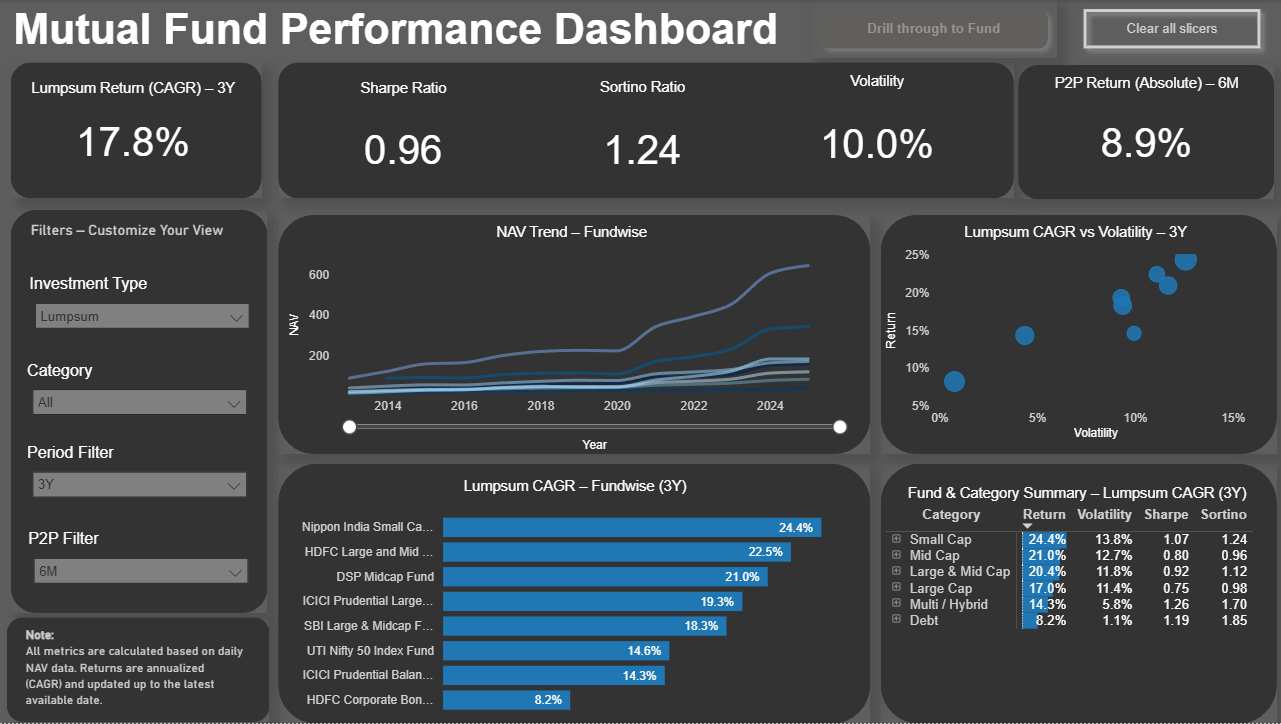 Mutual Fund Performance Dashboard
Drill through to Fund
Clear all slicers
Lumpsum Return (CAGR) – 3Y
17.8%
Sharpe Ratio
0.96
Sortino Ratio
1.24
Volatility
10.0%
P2P Return (Absolute) – 6M
8.9%
Filters – Customize Your View
Investment Type
Lumpsum
Category
All
Period Filter
3Y
P2P Filter
6M
Note:
All metrics are calculated based on daily
NAV data. Returns are annualized
(CAGR) and updated up to the latest
available date.
NAV Trend – Fundwise
NAV
600
400
200
2014 2016 2018 2020 2022 2024
Year
Lumpsum CAGR vs Volatility – 3Y
Return
25%
20%
15%
10%
5%
0% 5% 10% 15%
Volatility
Lumpsum CAGR – Fundwise (3Y)
Nippon India Small Ca... 24.4%
HDFC Large and Mid ... 22.5%
DSP Midcap Fund 21.0%
ICICI Prudential Large... 19.3%
SBI Large & Midcap F... 18.3%
UTI Nifty 50 Index Fund 14.6%
ICICI Prudential Balan... 14.3%
HDFC Corporate Bon... 8.2%
Fund & Category Summary – Lumpsum CAGR (3Y)
Category Return Volatility Sharpe Sortino
Small Cap 24.4% 13.8% 1.07 1.24
Mid Cap 21.0% 12.7% 0.80 0.96
Large & Mid Cap 20.4% 11.8% 0.92 1.12
Large Cap 17.0% 11.4% 0.75 0.98
Multi / Hybrid 14.3% 5.8% 1.26 1.70
Debt 8.2% 1.1% 1.19 1.85